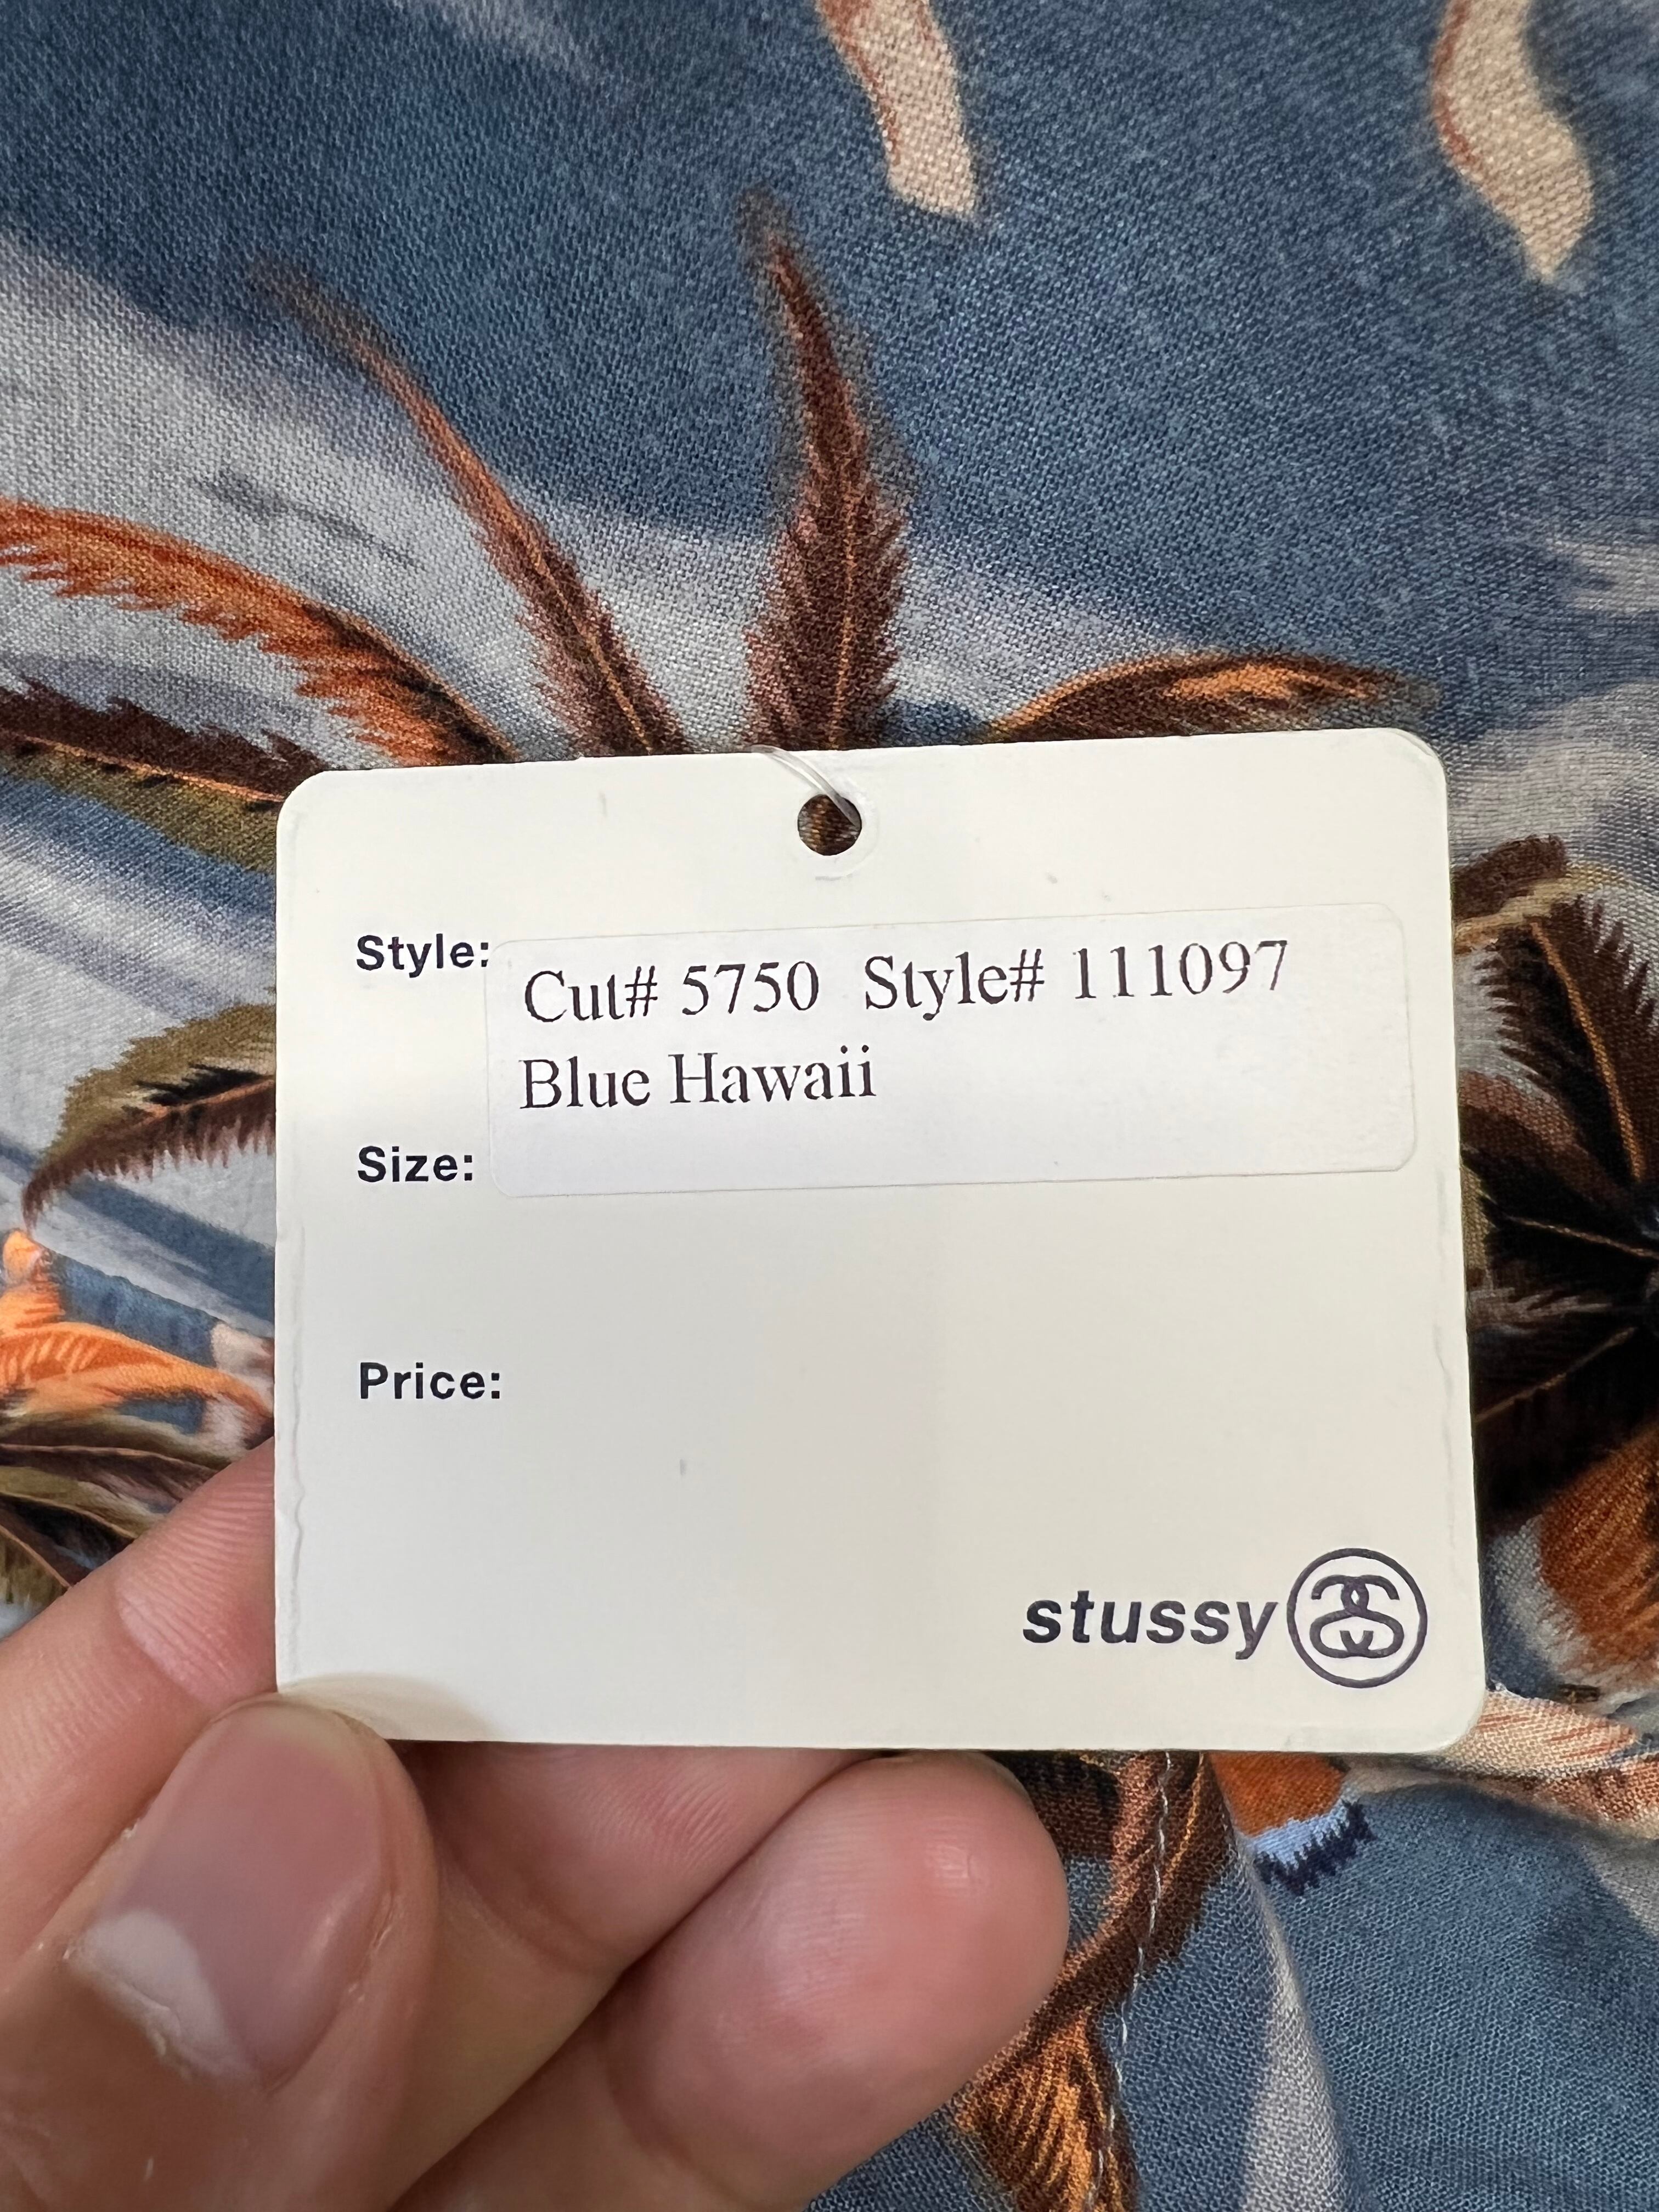 Style: Cut# 5750 Style# 111097
Blue Hawaii
Size:
Price:
stussy